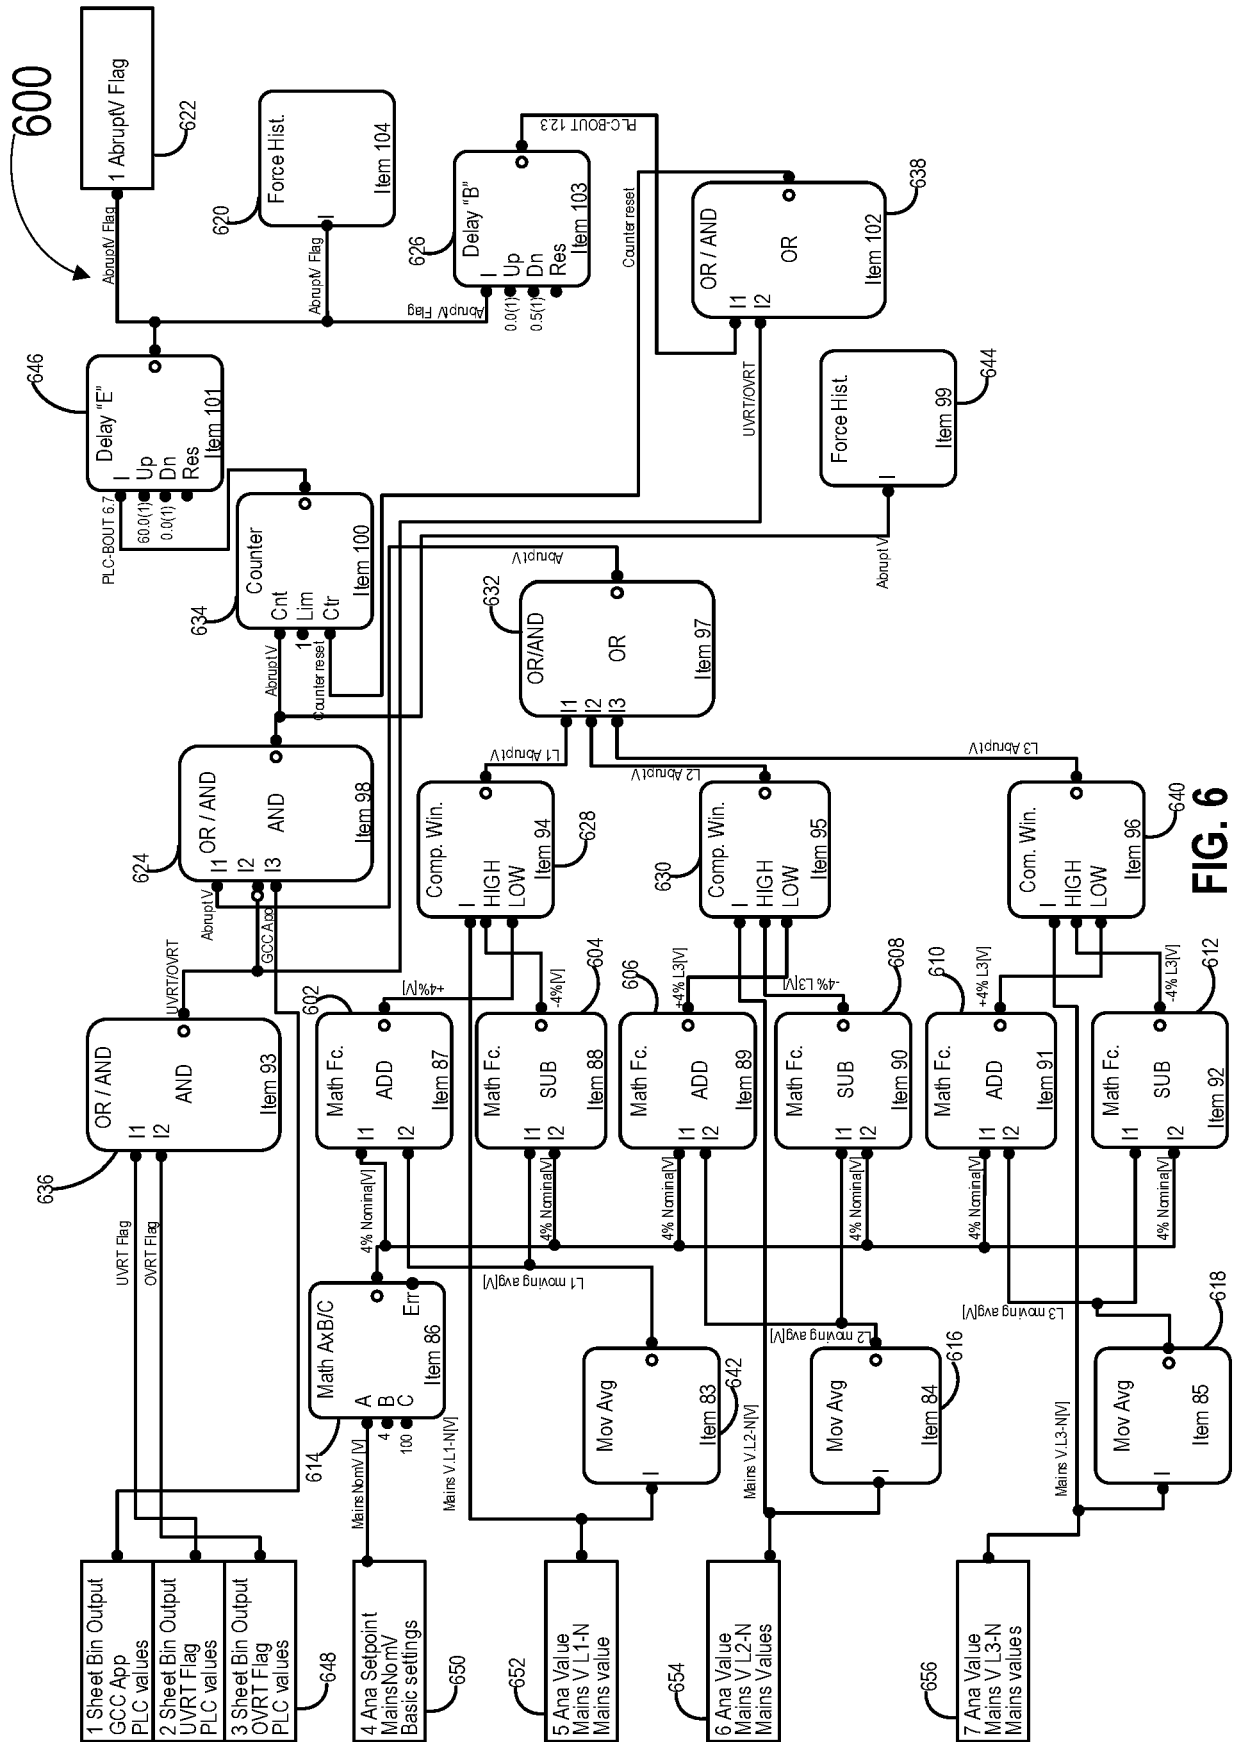 600
1 AbruptV Flag
622
AbruptV Flag
Force Hist.
I
Item 104
620
AbruptV Flag
Delay "B"
I
Up
Dn
Res
Item 103
626
AbruptV Flag
0.0(1)
0.5(1)
PLC-BOUT 12.3
Counter reset
OR / AND
I1
I2
OR
Item 102
638
UVRT/OVRT
Delay "E"
I
Up
Dn
Res
Item 101
646
PLC-BOUT 6.7
60.0(1)
0.0(1)
Counter
Cnt
Lim
Ctr
Item 100
634
AbruptV
1
Counter reset
Force Hist.
I
Item 99
644
AbruptV
OR/AND
I1
I2
I3
OR
Item 97
632
AbruptV
L1 AbruptV
L2 AbruptV
L3 AbruptV
OR / AND
I1
I2
I3
AND
Item 98
624
AbruptV
GCC App
UVRT/OVRT
Comp. Win.
I
HIGH
LOW
Item 94
628
Comp. Win.
I
HIGH
LOW
Item 95
630
Com. Win.
I
HIGH
LOW
Item 96
640
OR / AND
I1
I2
AND
Item 93
636
UVRT Flag
OVRT Flag
Math Fc.
I1
I2
ADD
Item 87
602
+4%[V]
4% Nomina[V]
Math Fc.
I1
I2
SUB
Item 88
604
-4%[V]
4% Nomina[V]
Math Fc.
I1
I2
ADD
Item 89
606
+4% L3[V]
4% Nomina[V]
Math Fc.
I1
I2
SUB
Item 90
608
-4% L3[V]
4% Nomina[V]
Math Fc.
I1
I2
ADD
Item 91
610
+4% L3[V]
4% Nomina[V]
Math Fc.
I1
I2
SUB
Item 92
612
-4% L3[V]
4% Nomina[V]
Math AxB/C
A
B
C
Err
Item 86
614
MainsNomV [V]
4
100
L1 moving avg[V]
L2 moving avg[V]
L3 moving avg[V]
Mov Avg
I
Item 83
642
Mains V.L1-N[V]
Mov Avg
I
Item 84
616
Mains V.L2-N[V]
Mov Avg
I
Item 85
618
Mains V.L3-N[V]
1 Sheet Bin Output
GCC App
PLC values
2 Sheet Bin Output
UVRT Flag
PLC values
3 Sheet Bin Output
OVRT Flag
PLC values
648
4 Ana Setpoint
MainsNomV
Basic settings
650
5 Ana Value
Mains V L1-N
Mains value
652
6 Ana Value
Mains V L2-N
Mains Values
654
7 Ana Value
Mains V L3-N
Mains values
656
FIG. 6